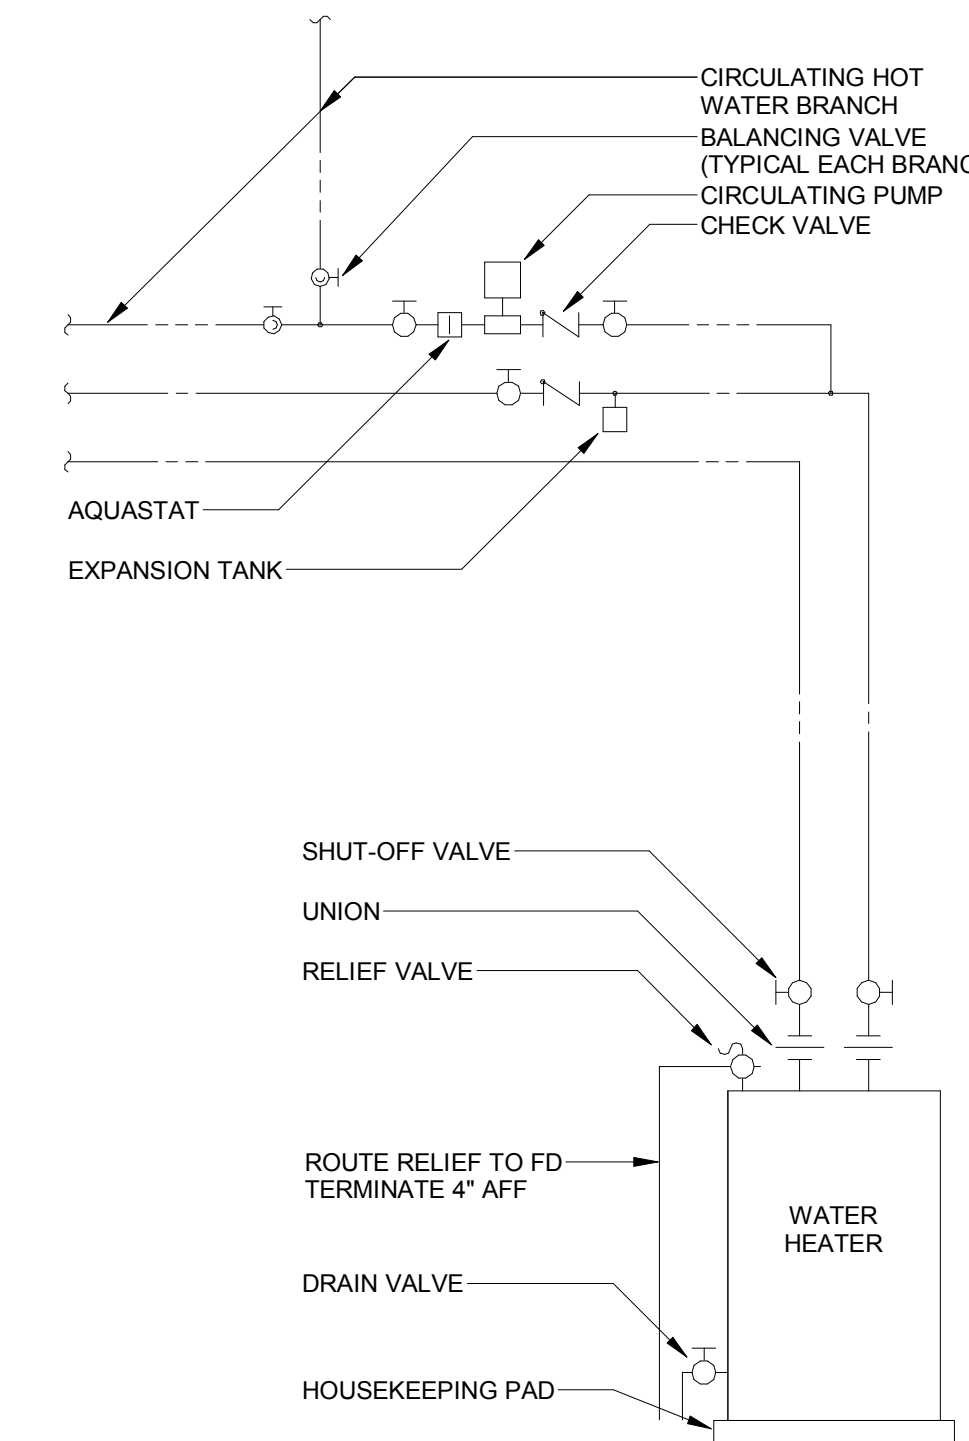 CIRCULATING HOT
WATER BRANCH
BALANCING VALVE
(TYPICAL EACH
CIRCULATING PUMP
CHECK VALVE
AQUASTAT
EXPANSION TANK
SHUT-OFF VALVE
UNION
RELIEF VALVE
ROUTE RELIEF TO FD
TERMINATE 4" AFF
WATER
HEATER
DRAIN VALVE
HOUSEKEEPING PAD